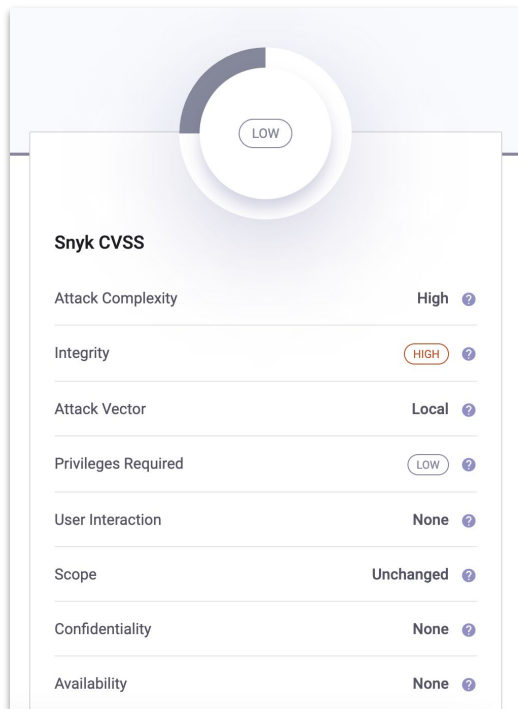 LOW
Snyk CVSS
Attack Complexity High ?
Integrity HIGH ?
Attack Vector Local ?
Privileges Required LOW ?
User Interaction None ?
Scope Unchanged ?
Confidentiality None ?
Availability None ?